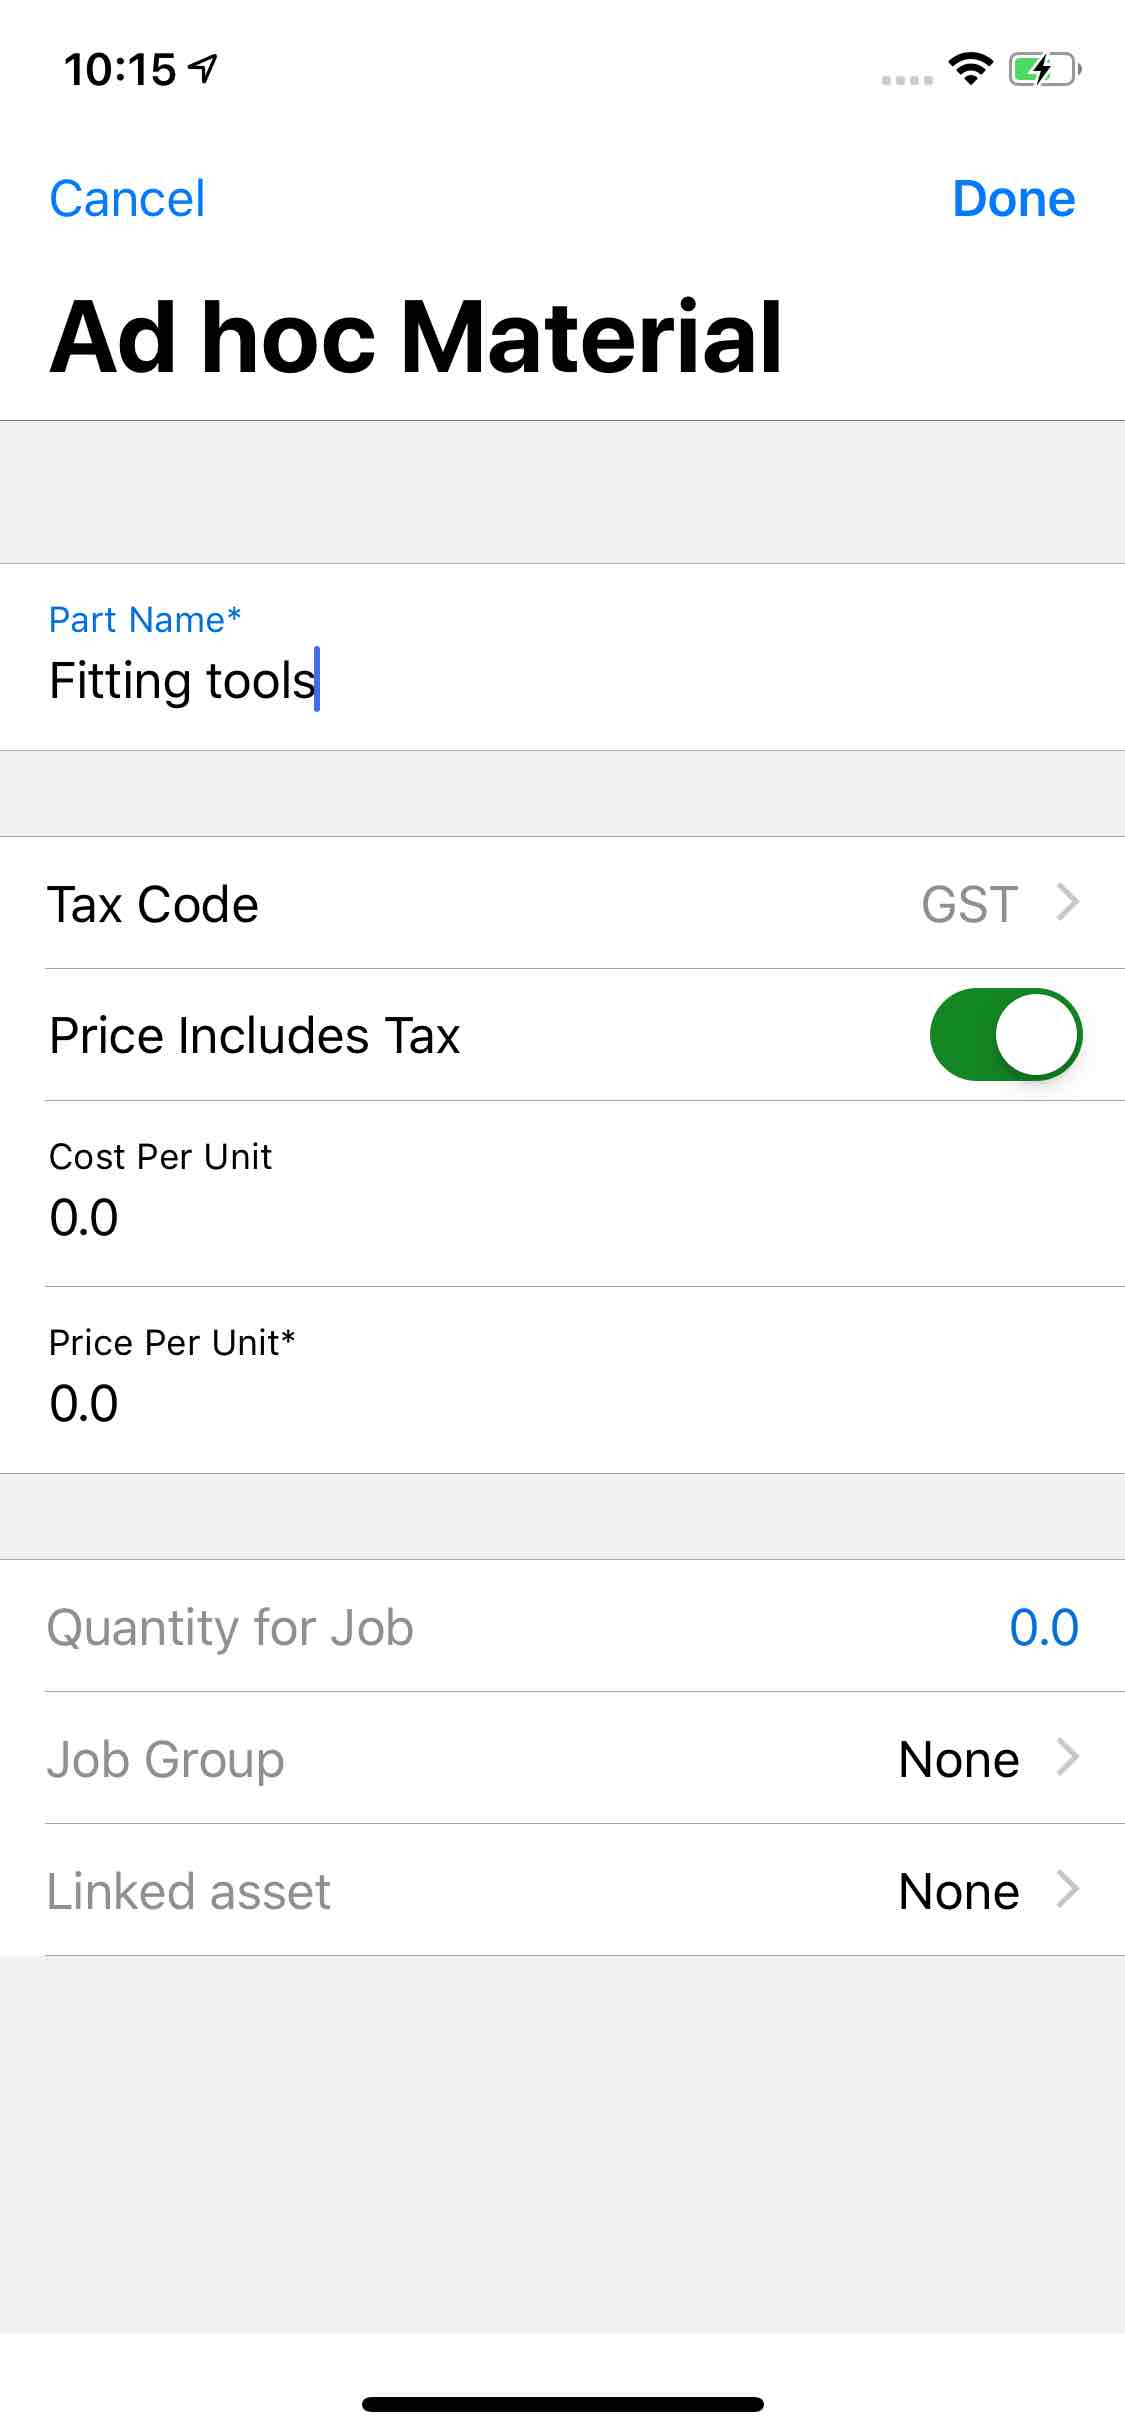 10:15
Cancel Done
Ad hoc Material
Part Name*
Fitting tools
Tax Code GST
Price Includes Tax
Cost Per Unit
0.0
Price Per Unit*
0.0
Quantity for Job 0.0
Job Group None
Linked asset None